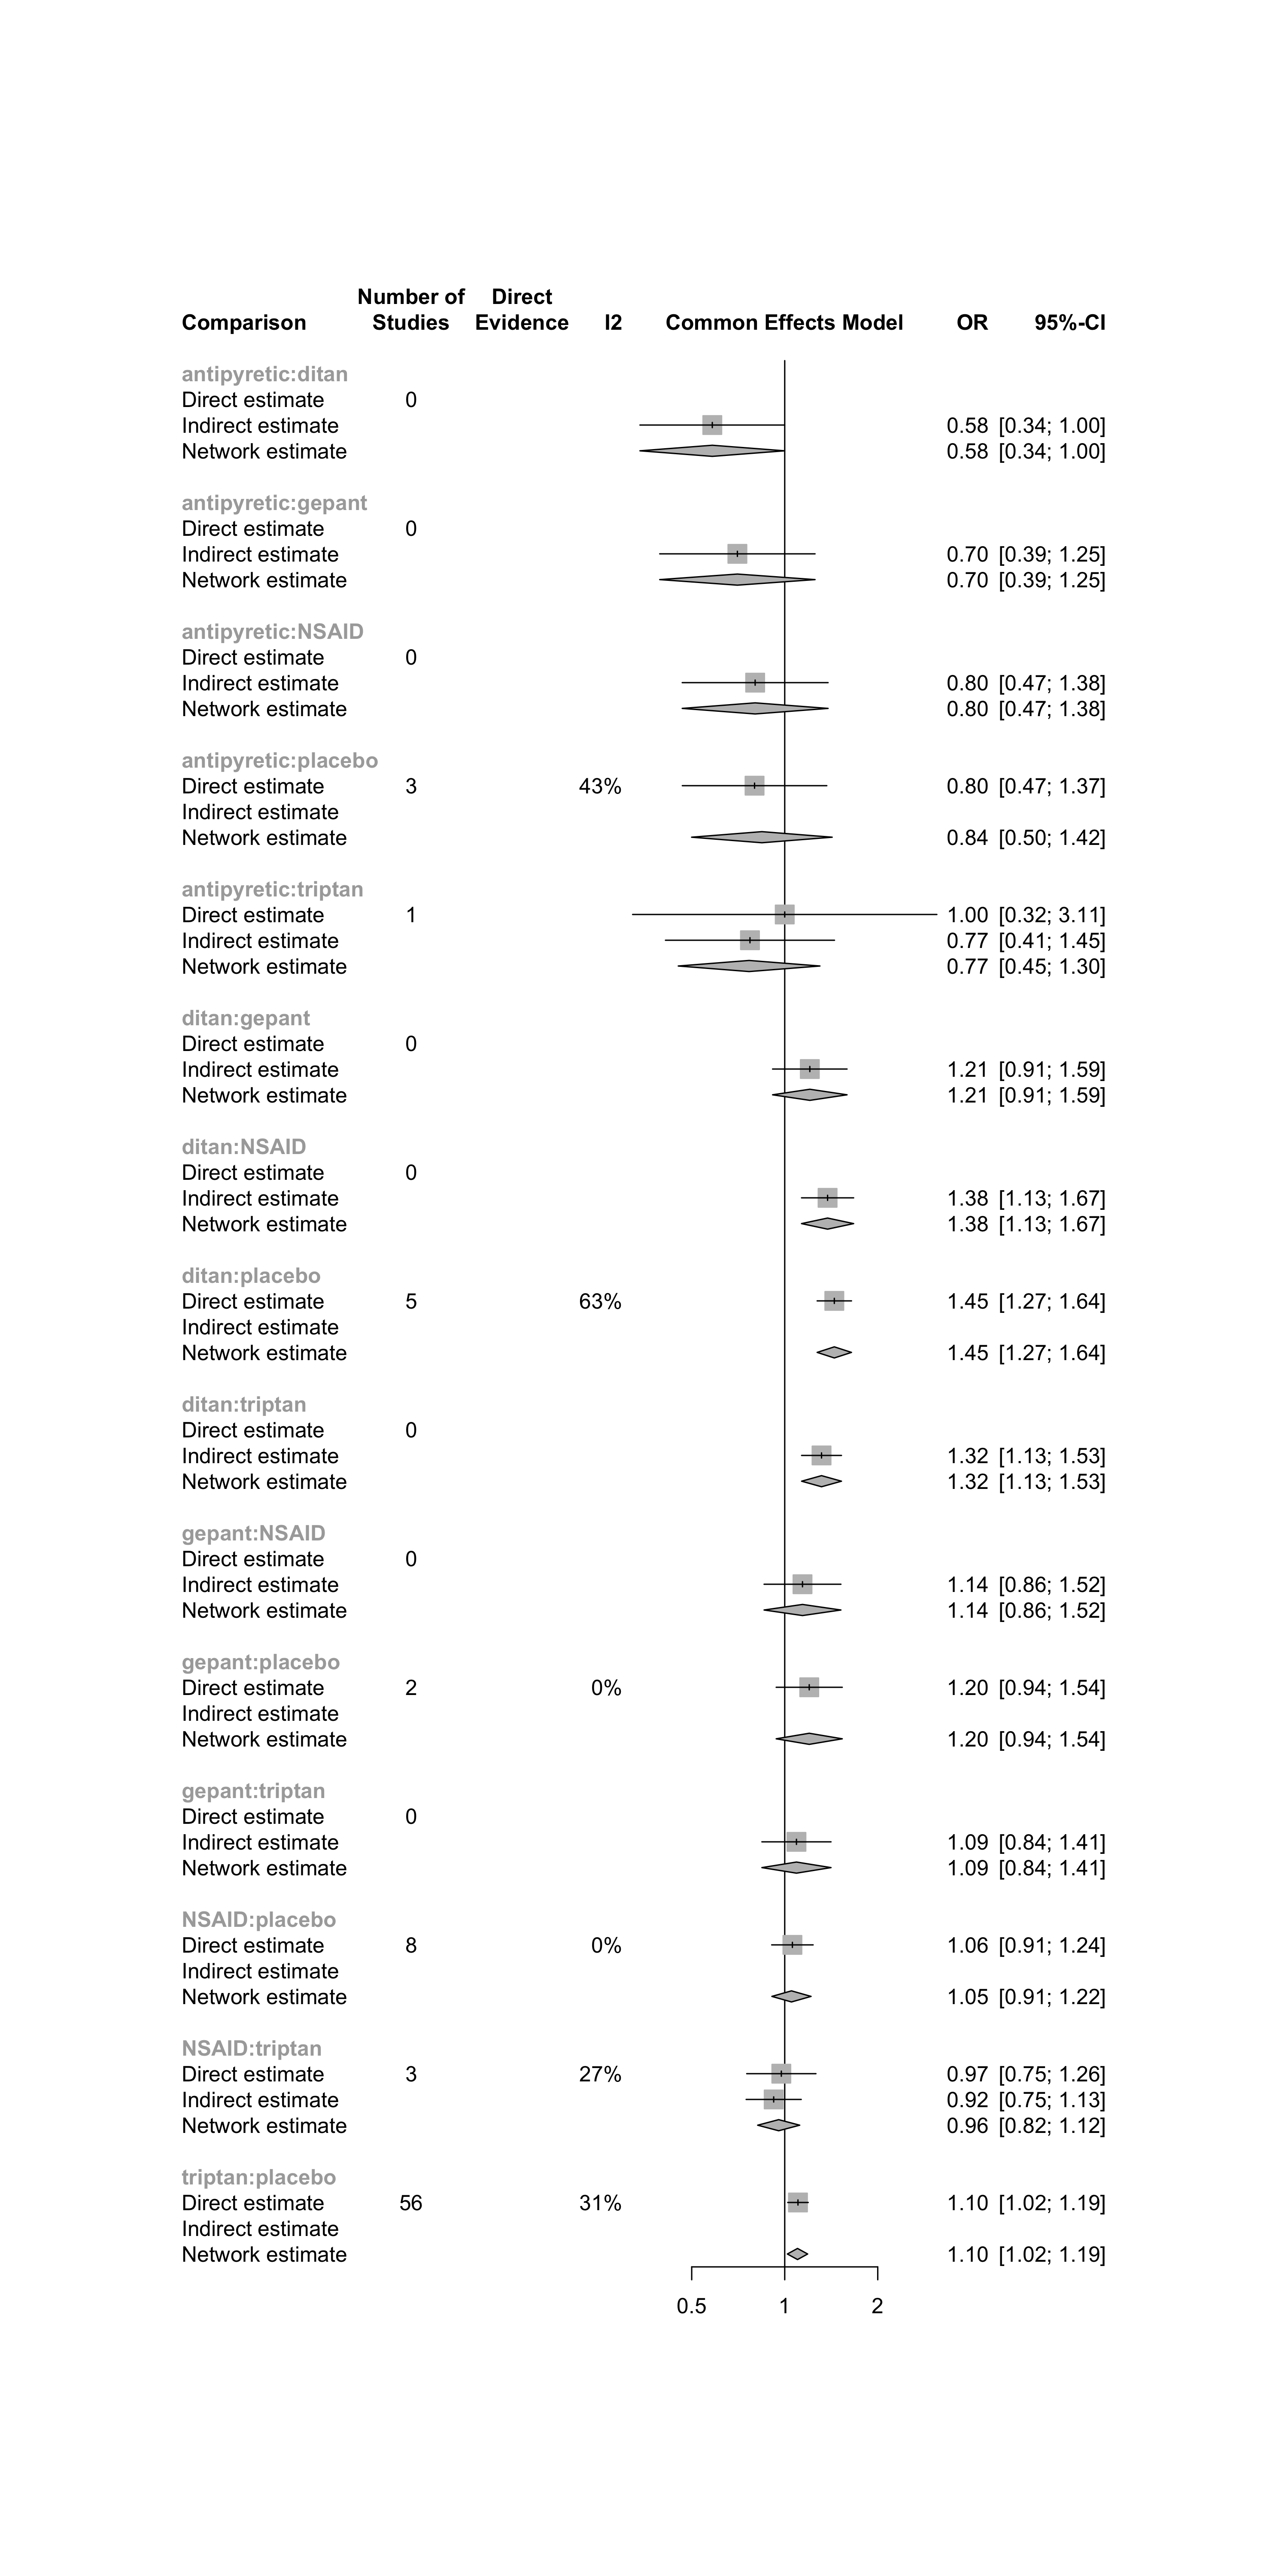 Number of Direct
Comparison Studies Evidence I2 Common Effects Model OR 95%-CI
antipyretic:ditan
Direct estimate 0
Indirect estimate 0.58 [0.34; 1.00]
Network estimate 0.58 [0.34; 1.00]
antipyretic:gepant
Direct estimate 0
Indirect estimate 0.70 [0.39; 1.25]
Network estimate 0.70 [0.39; 1.25]
antipyretic:NSAID
Direct estimate 0
Indirect estimate 0.80 [0.47; 1.38]
Network estimate 0.80 [0.47; 1.38]
antipyretic:placebo
Direct estimate 3 43% 0.80 [0.47; 1.37]
Indirect estimate
Network estimate 0.84 [0.50; 1.42]
antipyretic:triptan
Direct estimate 1 1.00 [0.32; 3.11]
Indirect estimate 0.77 [0.41; 1.45]
Network estimate 0.77 [0.45; 1.30]
ditan:gepant
Direct estimate 0
Indirect estimate 1.21 [0.91; 1.59]
Network estimate 1.21 [0.91; 1.59]
ditan:NSAID
Direct estimate 0
Indirect estimate 1.38 [1.13; 1.67]
Network estimate 1.38 [1.13; 1.67]
ditan:placebo
Direct estimate 5 63% 1.45 [1.27; 1.64]
Indirect estimate
Network estimate 1.45 [1.27; 1.64]
ditan:triptan
Direct estimate 0
Indirect estimate 1.32 [1.13; 1.53]
Network estimate 1.32 [1.13; 1.53]
gepant:NSAID
Direct estimate 0
Indirect estimate 1.14 [0.86; 1.52]
Network estimate 1.14 [0.86; 1.52]
gepant:placebo
Direct estimate 2 0% 1.20 [0.94; 1.54]
Indirect estimate
Network estimate 1.20 [0.94; 1.54]
gepant:triptan
Direct estimate 0
Indirect estimate 1.09 [0.84; 1.41]
Network estimate 1.09 [0.84; 1.41]
NSAID:placebo
Direct estimate 8 0% 1.06 [0.91; 1.24]
Indirect estimate
Network estimate 1.05 [0.91; 1.22]
NSAID:triptan
Direct estimate 3 27% 0.97 [0.75; 1.26]
Indirect estimate 0.92 [0.75; 1.13]
Network estimate 0.96 [0.82; 1.12]
triptan:placebo
Direct estimate 56 31% 1.10 [1.02; 1.19]
Indirect estimate
Network estimate 1.10 [1.02; 1.19]
0.5 1 2